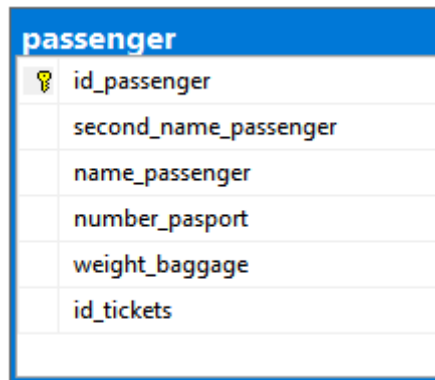 passenger
id_passenger
second_name_passenger
name_passenger
number_pasport
weight_baggage
id_tickets